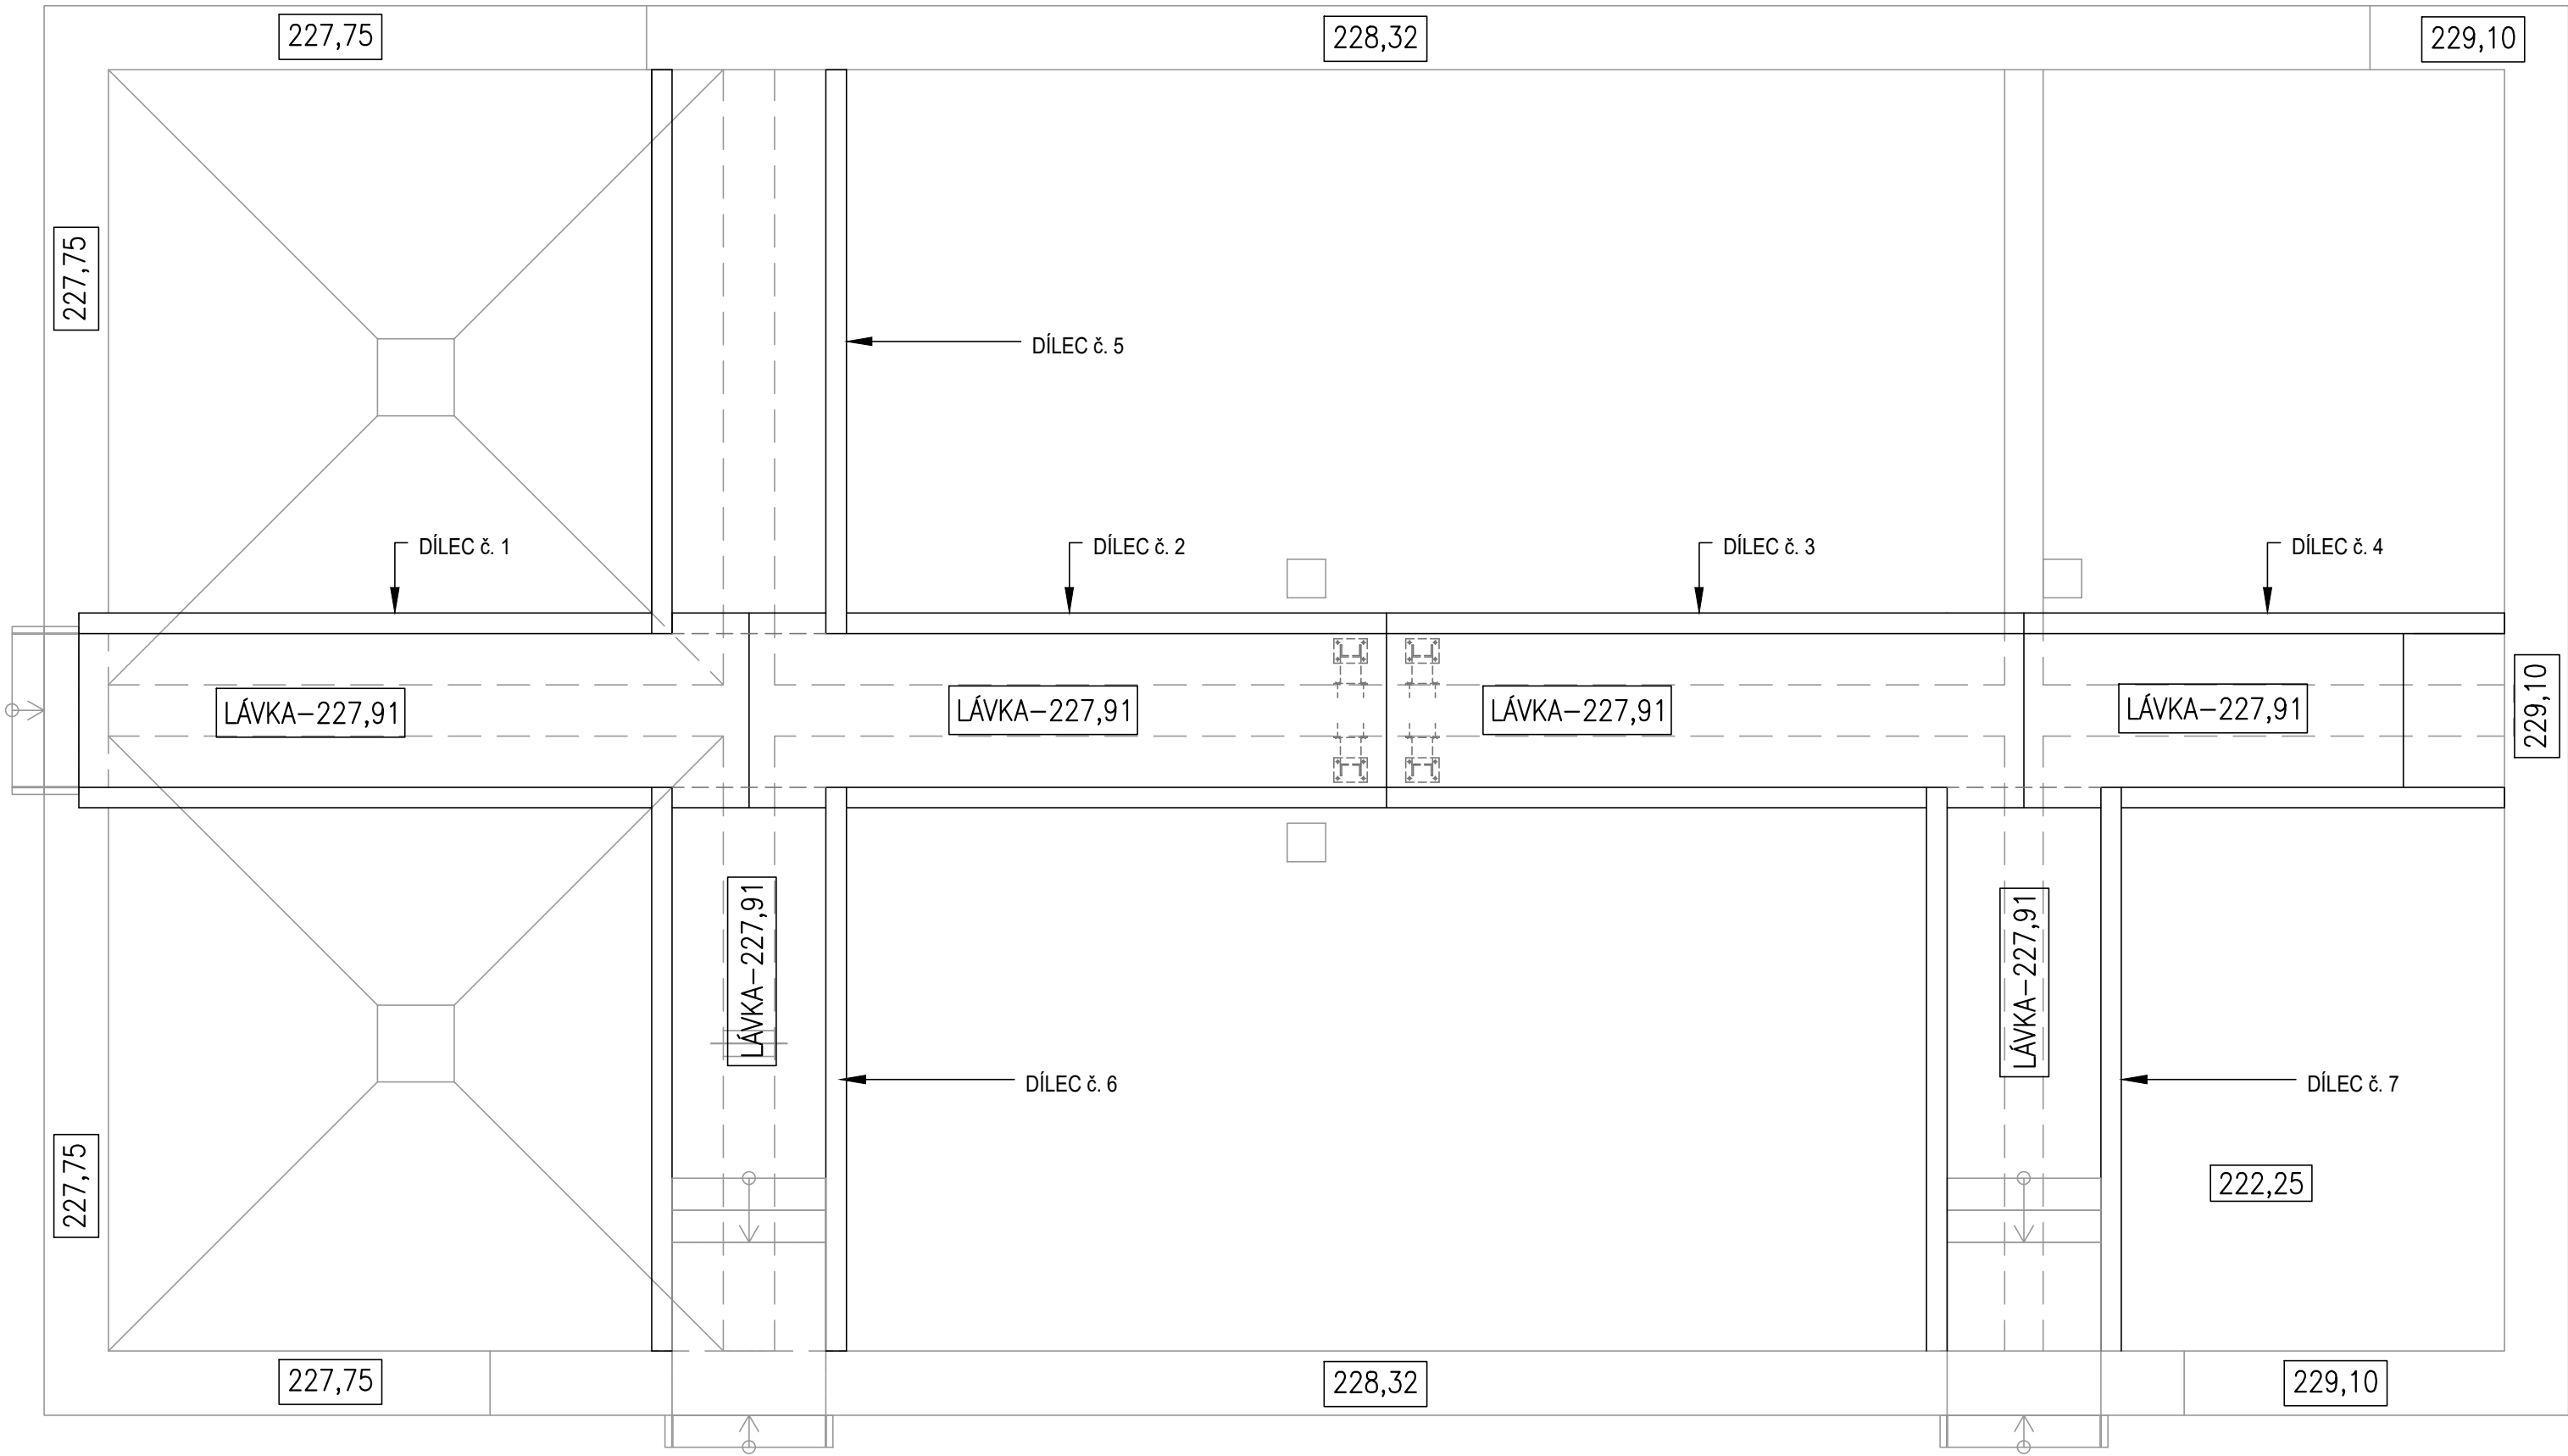 227,75
228,32
229,10
227,75
DÍLEC č. 5
DÍLEC č. 1
DÍLEC č. 2
DÍLEC č. 3
DÍLEC č. 4
LÁVKA-227,91
LÁVKA-227,91
LÁVKA-227,91
LÁVKA-227,91
229,10
LÁVKA-227,91
LÁVKA-227,91
DÍLEC č. 6
DÍLEC č. 7
227,75
222,25
227,75
228,32
229,10